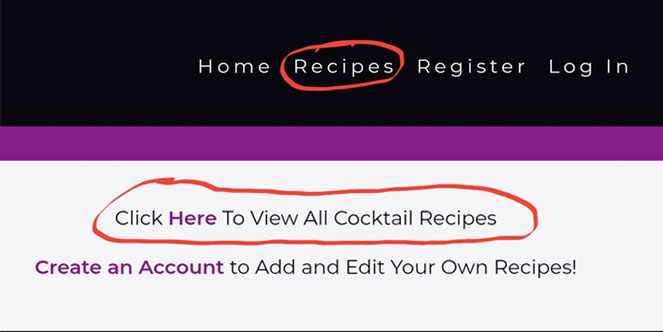 Home Recipes Register Log In
Click Here To View All Cocktail Recipes
Create an Account to Add and Edit Your Own Recipes!